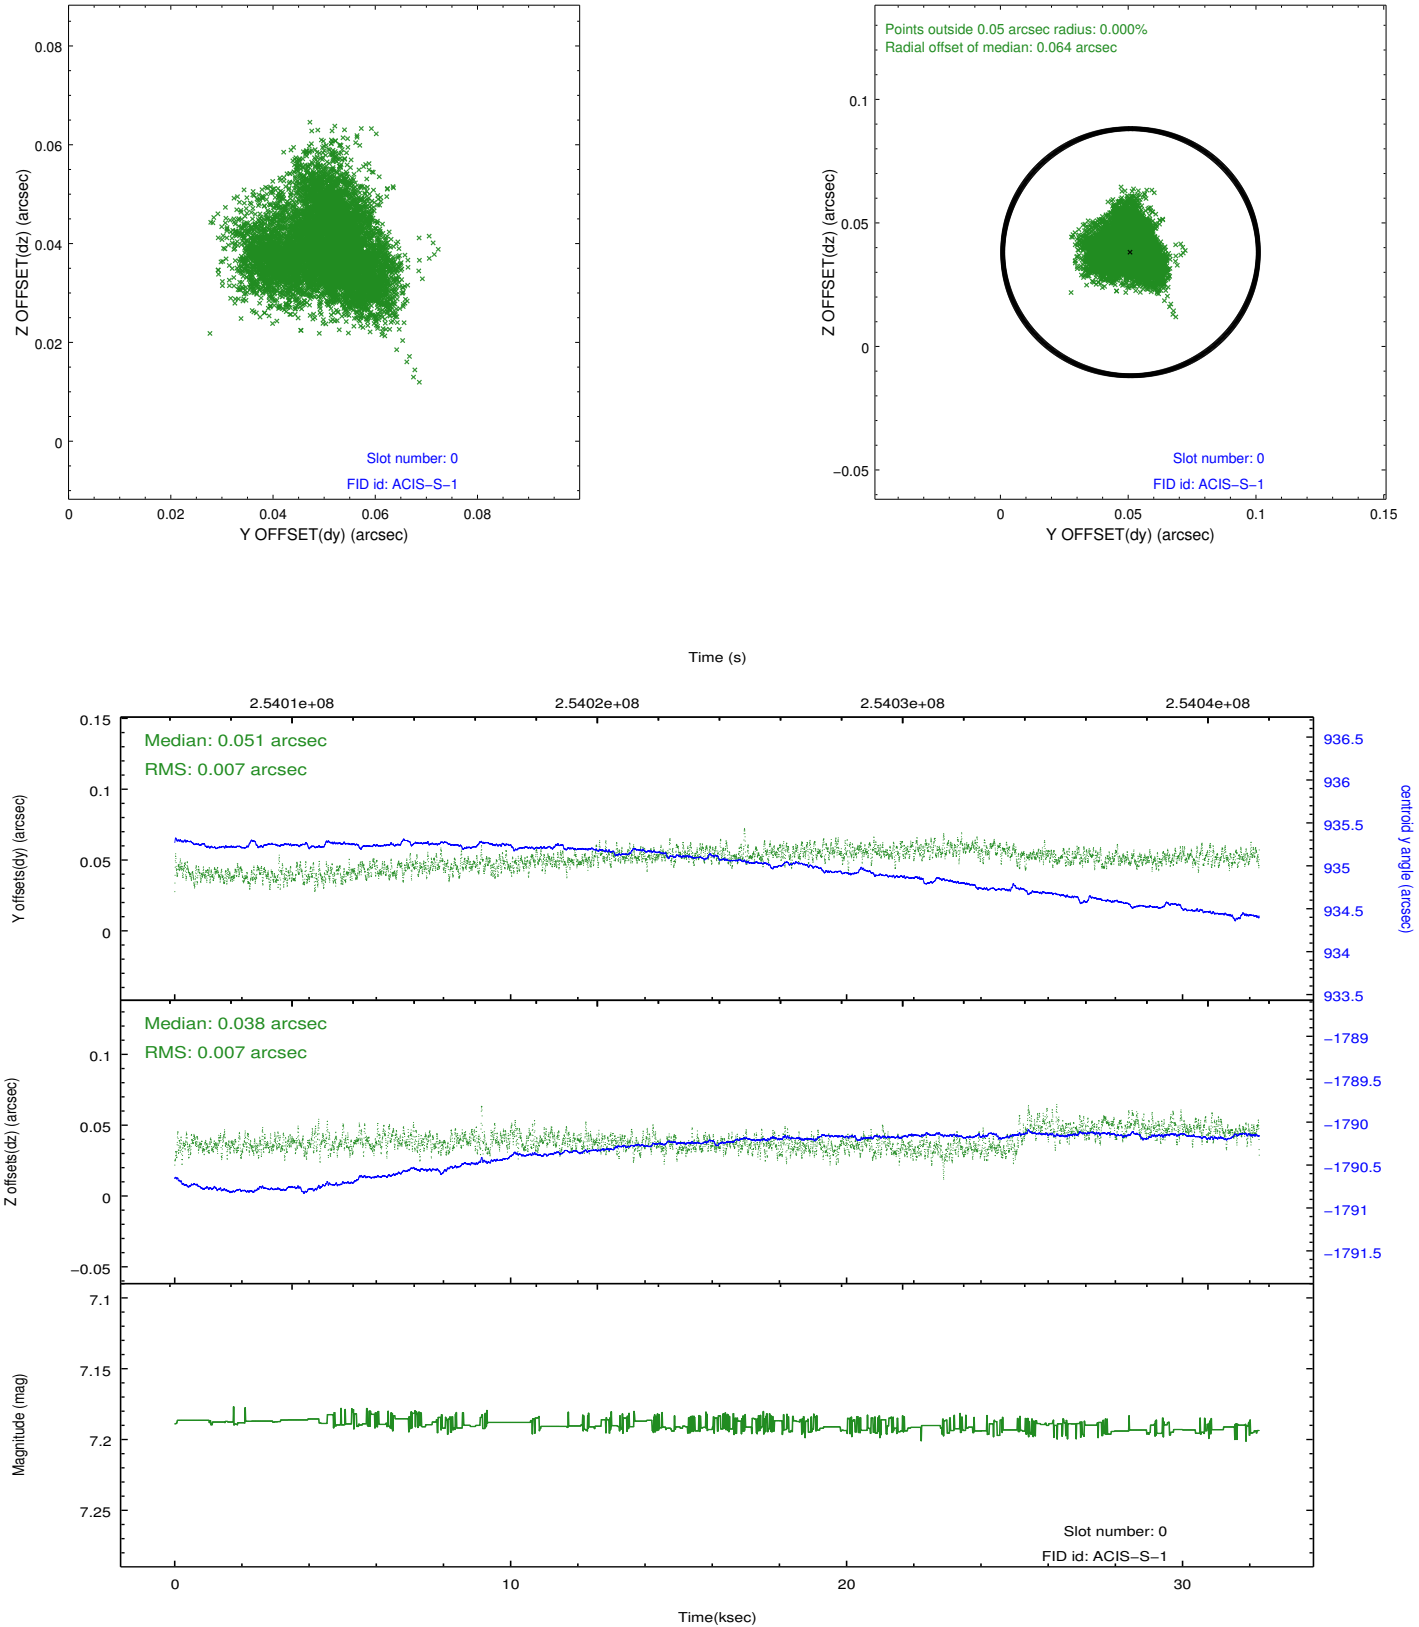 0.08
0.06
0.04
0.02
0
Z OFFSET(dz) (arcsec)
Slot number: 0
FID id: ACIS−S−1
0 0.02 0.04 0.06 0.08
Y OFFSET(dy) (arcsec)
Points outside 0.05 arcsec radius: 0.000%
Radial offset of median: 0.064 arcsec
0.1
0.05
0
−0.05
Z OFFSET(dz) (arcsec)
Slot number: 0
FID id: ACIS−S−1
0 0.05 0.1 0.15
Y OFFSET(dy) (arcsec)
Time (s)
2.5401e+08 2.5402e+08 2.5403e+08 2.5404e+08
0.15
0.1
0.05
0
Y offsets(dy) (arcsec)
Median: 0.051 arcsec
RMS: 0.007 arcsec
936.5
936
935.5
935
934.5
934
933.5
centroid y angle (arcsec)
0.1
0.05
0
−0.05
Z offsets(dz) (arcsec)
Median: 0.038 arcsec
RMS: 0.007 arcsec
−1789
−1789.5
−1790
−1790.5
−1791
−1791.5
7.1
7.15
7.2
7.25
Magnitude (mag)
Slot number: 0
FID id: ACIS−S−1
0 10 20 30
Time(ksec)